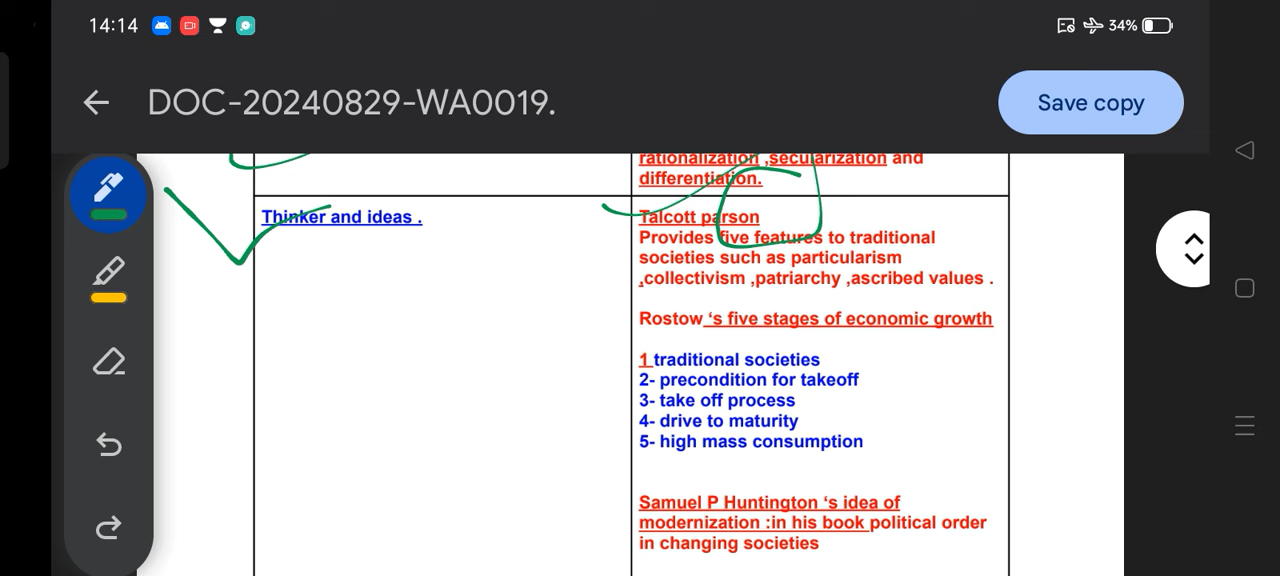 14:14
34%
DOC-20240829-WA0019.
Save copy
rationalization ,secularization and
differentiation.
Thinker and ideas .
Talcott parson
Provides five features to traditional
societies such as particularism
,collectivism ,patriarchy ,ascribed values .
Rostow ‘s five stages of economic growth
1 traditional societies
2- precondition for takeoff
3- take off process
4- drive to maturity
5- high mass consumption
Samuel P Huntington ‘s idea of
modernization :in his book political order
in changing societies